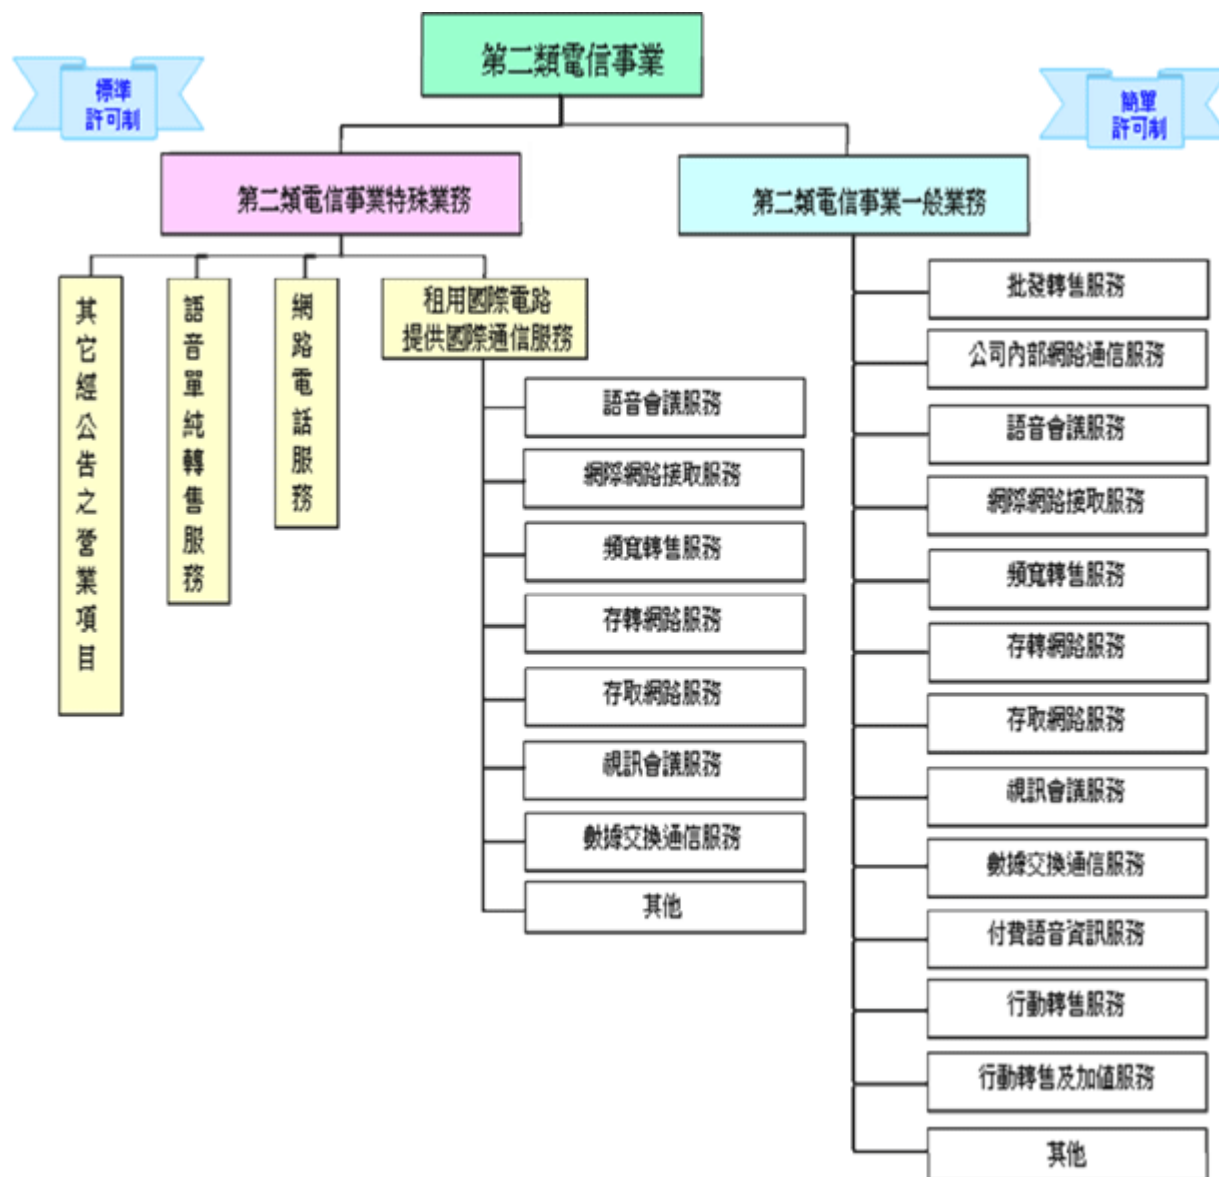 第二類電信事業
標準
許可制
簡單
許可制
第二類電信事業特殊業務
第二類電信事業一般業務
其它經公告之營業項目
語音單純轉售服務
網路電話服務
租用國際電路
提供國際通信服務
語音會議服務
網際網路接取服務
頻寬轉售服務
存轉網路服務
存取網路服務
視訊會議服務
數據交換通信服務
其他
批發轉售服務
公司內部網路通信服務
語音會議服務
網際網路接取服務
頻寬轉售服務
存轉網路服務
存取網路服務
視訊會議服務
數據交換通信服務
付費語音資訊服務
行動轉售服務
行動轉售及加值服務
其他